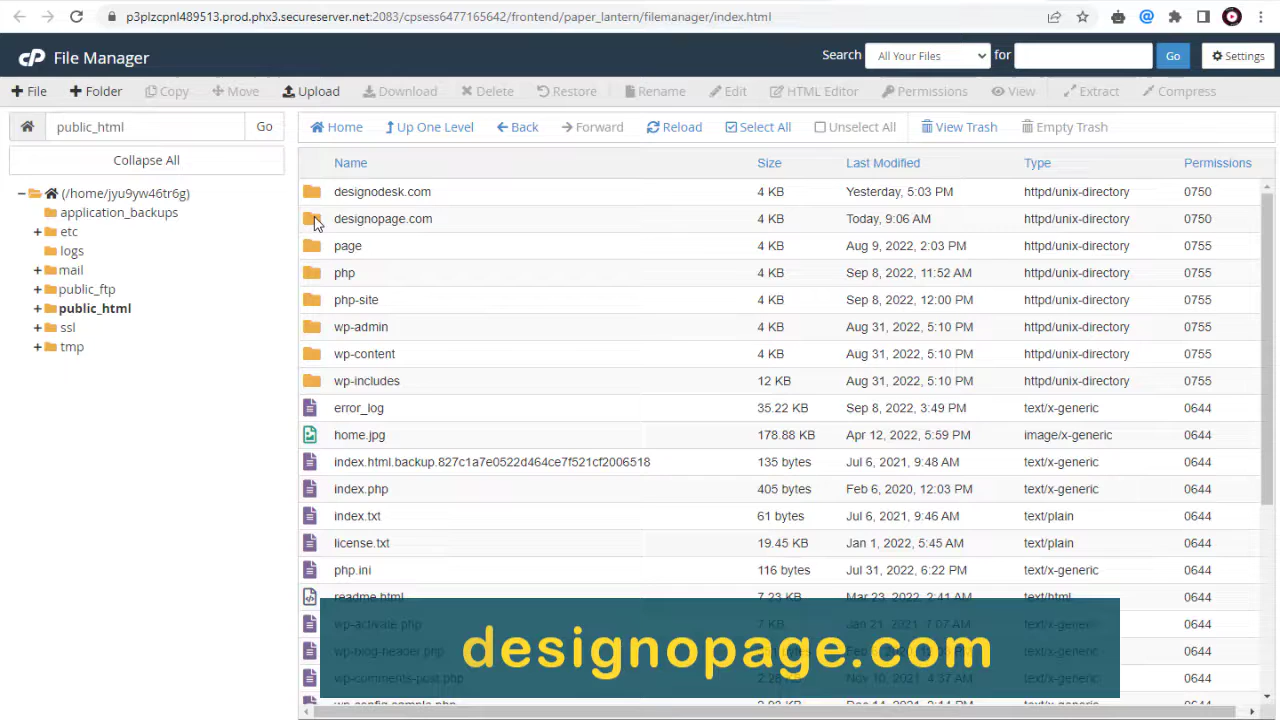 p3plzcpnl489513.prod.phx3.secureserver.net:2083/cpsess6477165642/frontend/paper_lantern/filemanager/index.html
cP File Manager
Search All Your Files for Go Settings
File Folder Copy Move Upload Download Delete Restore Rename Edit HTML Editor Permissions View Extract Compress
public_html Go
Collapse All
(/home/jyu9yw46tr6g)
application_backups
etc
logs
mail
public_ftp
public_html
ssl
tmp
Home Up One Level Back Forward Reload Select All Unselect All View Trash Empty Trash
Name Size Last Modified Type Permissions
designodesk.com 4 KB Yesterday, 5:03 PM httpd/unix-directory 0750
designopage.com 4 KB Today, 9:06 AM httpd/unix-directory 0750
page 4 KB Aug 9, 2022, 2:03 PM httpd/unix-directory 0755
php 4 KB Sep 8, 2022, 11:52 AM httpd/unix-directory 0755
php-site 4 KB Sep 8, 2022, 12:00 PM httpd/unix-directory 0755
wp-admin 4 KB Aug 31, 2022, 5:10 PM httpd/unix-directory 0755
wp-content 4 KB Aug 31, 2022, 5:10 PM httpd/unix-directory 0755
wp-includes 12 KB Aug 31, 2022, 5:10 PM httpd/unix-directory 0755
error_log 35.22 KB Sep 8, 2022, 3:49 PM text/x-generic 0644
home.jpg 178.88 KB Apr 12, 2022, 5:59 PM image/x-generic 0644
index.html.backup.827c1a7e0522d464ce7f521cf2006518 135 bytes Jul 6, 2021, 9:48 AM text/x-generic 0644
index.php 405 bytes Feb 6, 2020, 12:03 PM text/x-generic 0644
index.txt 61 bytes Jul 6, 2021, 9:46 AM text/plain 0644
license.txt 19.45 KB Jan 1, 2022, 5:45 AM text/plain 0644
php.ini 116 bytes Jul 31, 2022, 6:22 PM text/x-generic 0644
readme.html 7.23 KB Mar 23, 2022, 2:41 AM text/html 0644
wp-activate.php 7 KB Jan 21, 2021, 7:07 AM text/x-generic 0644
wp-blog-header.php text/x-generic 0644
wp-comments-post.php Nov 10, 2021 text/x-generic 0644
wp-config-sample.php
designopage.com